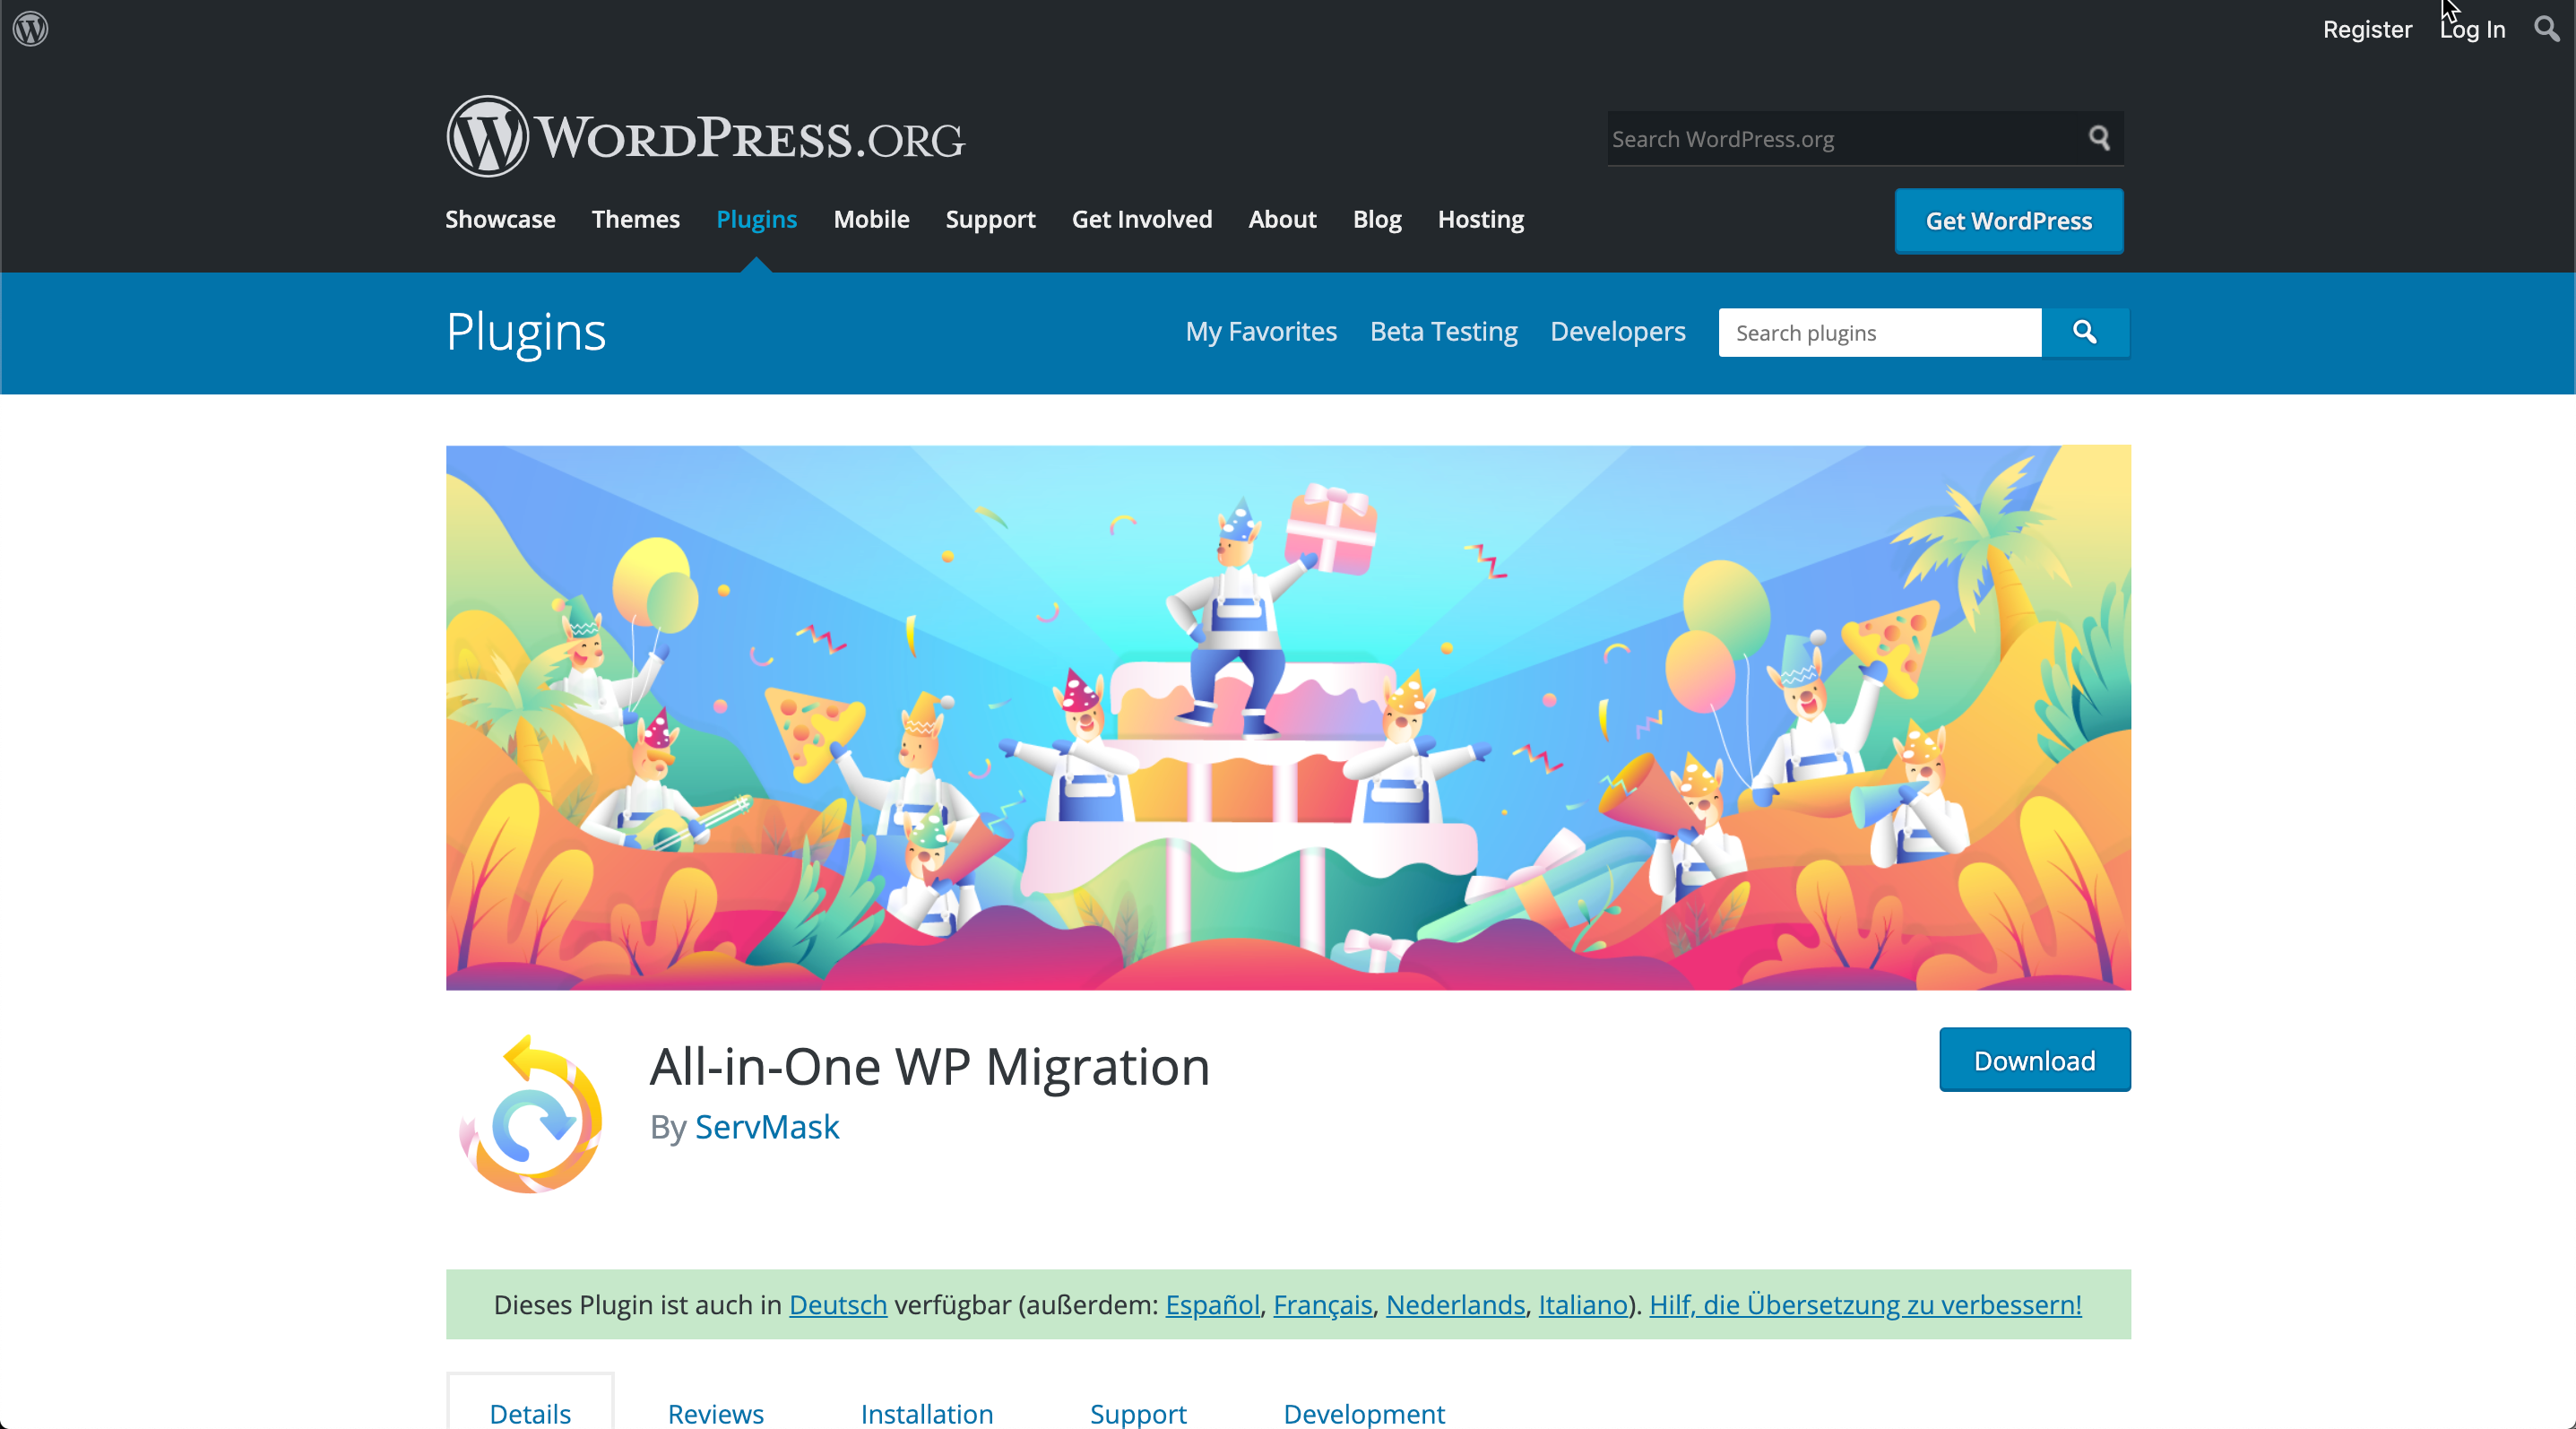 Register Log In
WORDPRESS.ORG
Search WordPress.org
Showcase Themes Plugins Mobile Support Get Involved About Blog Hosting
Get WordPress
Plugins
My Favorites Beta Testing Developers
Search plugins
All-in-One WP Migration
By ServMask
Download
Dieses Plugin ist auch in Deutsch verfügbar (außerdem: Español, Français, Nederlands, Italiano). Hilf, die Übersetzung zu verbessern!
Details Reviews Installation Support Development